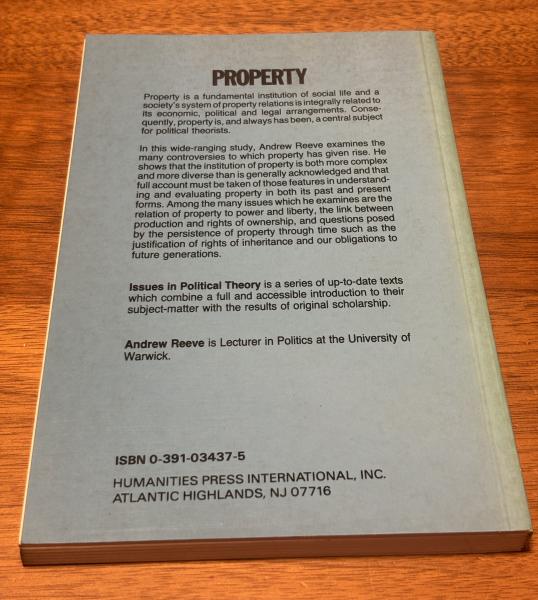 PROPERTY
Property is a fundamental institution of social life and a
society's system of property relations is integrally related to
its economic, political and legal arrangements. Conse-
quently, property is, and always has been, a central subject
for political theorists.
In this wide-ranging study, Andrew Reeve examines the
many controversies to which property has given rise. He
shows that the institution of property is both more complex
and more diverse than is generally acknowledged and that
full account must be taken of those features in understand-
ing and evaluating property in both its past and present
forms. Among the many issues which he examines are the
relation of property to power and liberty, the link between
production and rights of ownership, and questions posed
by the persistence of property through time such as the
justification of rights of inheritance and our obligations to
future generations.
Issues in Political Theory is a series of up-to-date texts
which combine a full and accessible introduction to their
subject-matter with the results of original scholarship.
Andrew Reeve is Lecturer in Politics at the University of
Warwick.
ISBN 0-391-03437-5
HUMANITIES PRESS INTERNATIONAL, INC.
ATLANTIC HIGHLANDS, NJ 07716